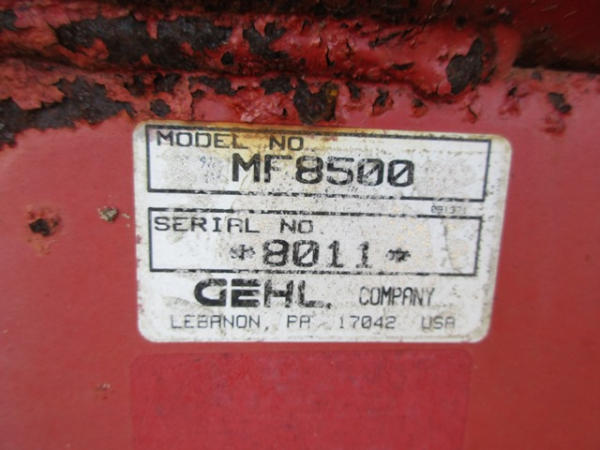 MODEL NO.
MF8500
SERIAL NO.
*8011*
GEHL. COMPANY
LEBANON, PA 17042 USA